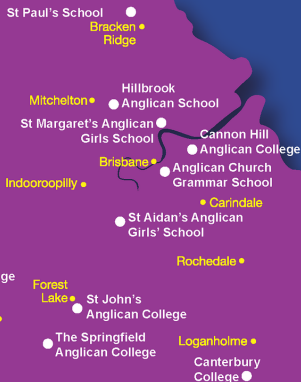 St Paul's School
Bracken
Ridge
Hillbrook
Anglican School
Mitchelton
St Margaret's Anglican
Girls School
Cannon Hill
Anglican College
Brisbane
Anglican Church
Grammar School
Indooroopilly
Carindale
St Aidan's Anglican
Girls' School
Rochedale
ge
Forest
Lake
St John's
Anglican College
The Springfield
Anglican College
Loganholme
Canterbury
College